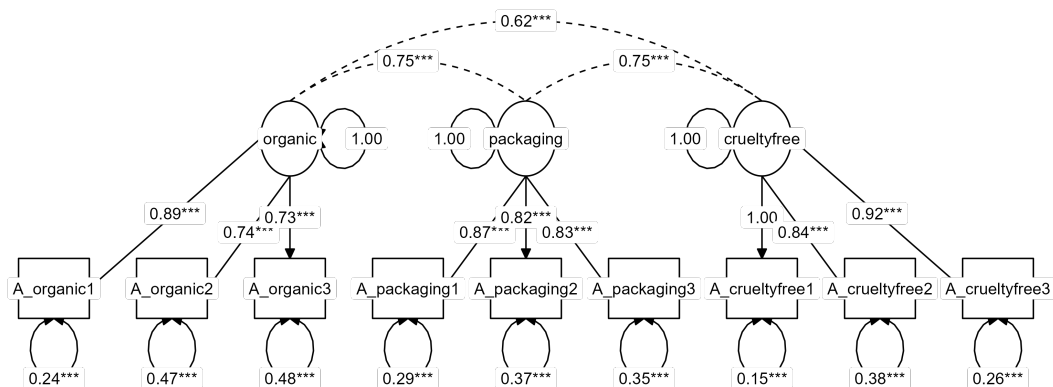 0.62***
0.75*** 0.75***
organic 1.00 1.00 packaging 1.00 crueltyfree
0.89*** 0.74*** 0.73*** 0.87*** 0.82*** 0.83*** 1.00 0.84*** 0.92***
A_organic1 A_organic2 A_organic3 A_packaging1 A_packaging2 A_packaging3 A_crueltyfree1 A_crueltyfree2 A_crueltyfree3
0.24*** 0.47*** 0.48*** 0.29*** 0.37*** 0.35*** 0.15*** 0.38*** 0.26***